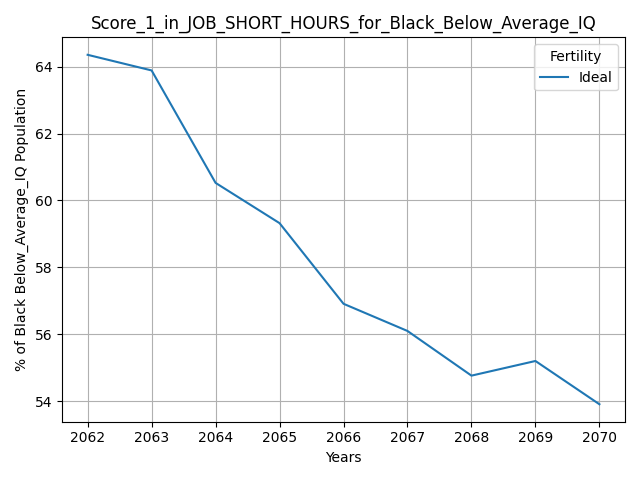 Score_1_in_JOB_SHORT_HOURS_for_Black_Below_Average_IQ
% of Black Below_Average_IQ Population
64
62
60
58
56
54
Fertility
Ideal
2062 2063 2064 2065 2066 2067 2068 2069 2070
Years